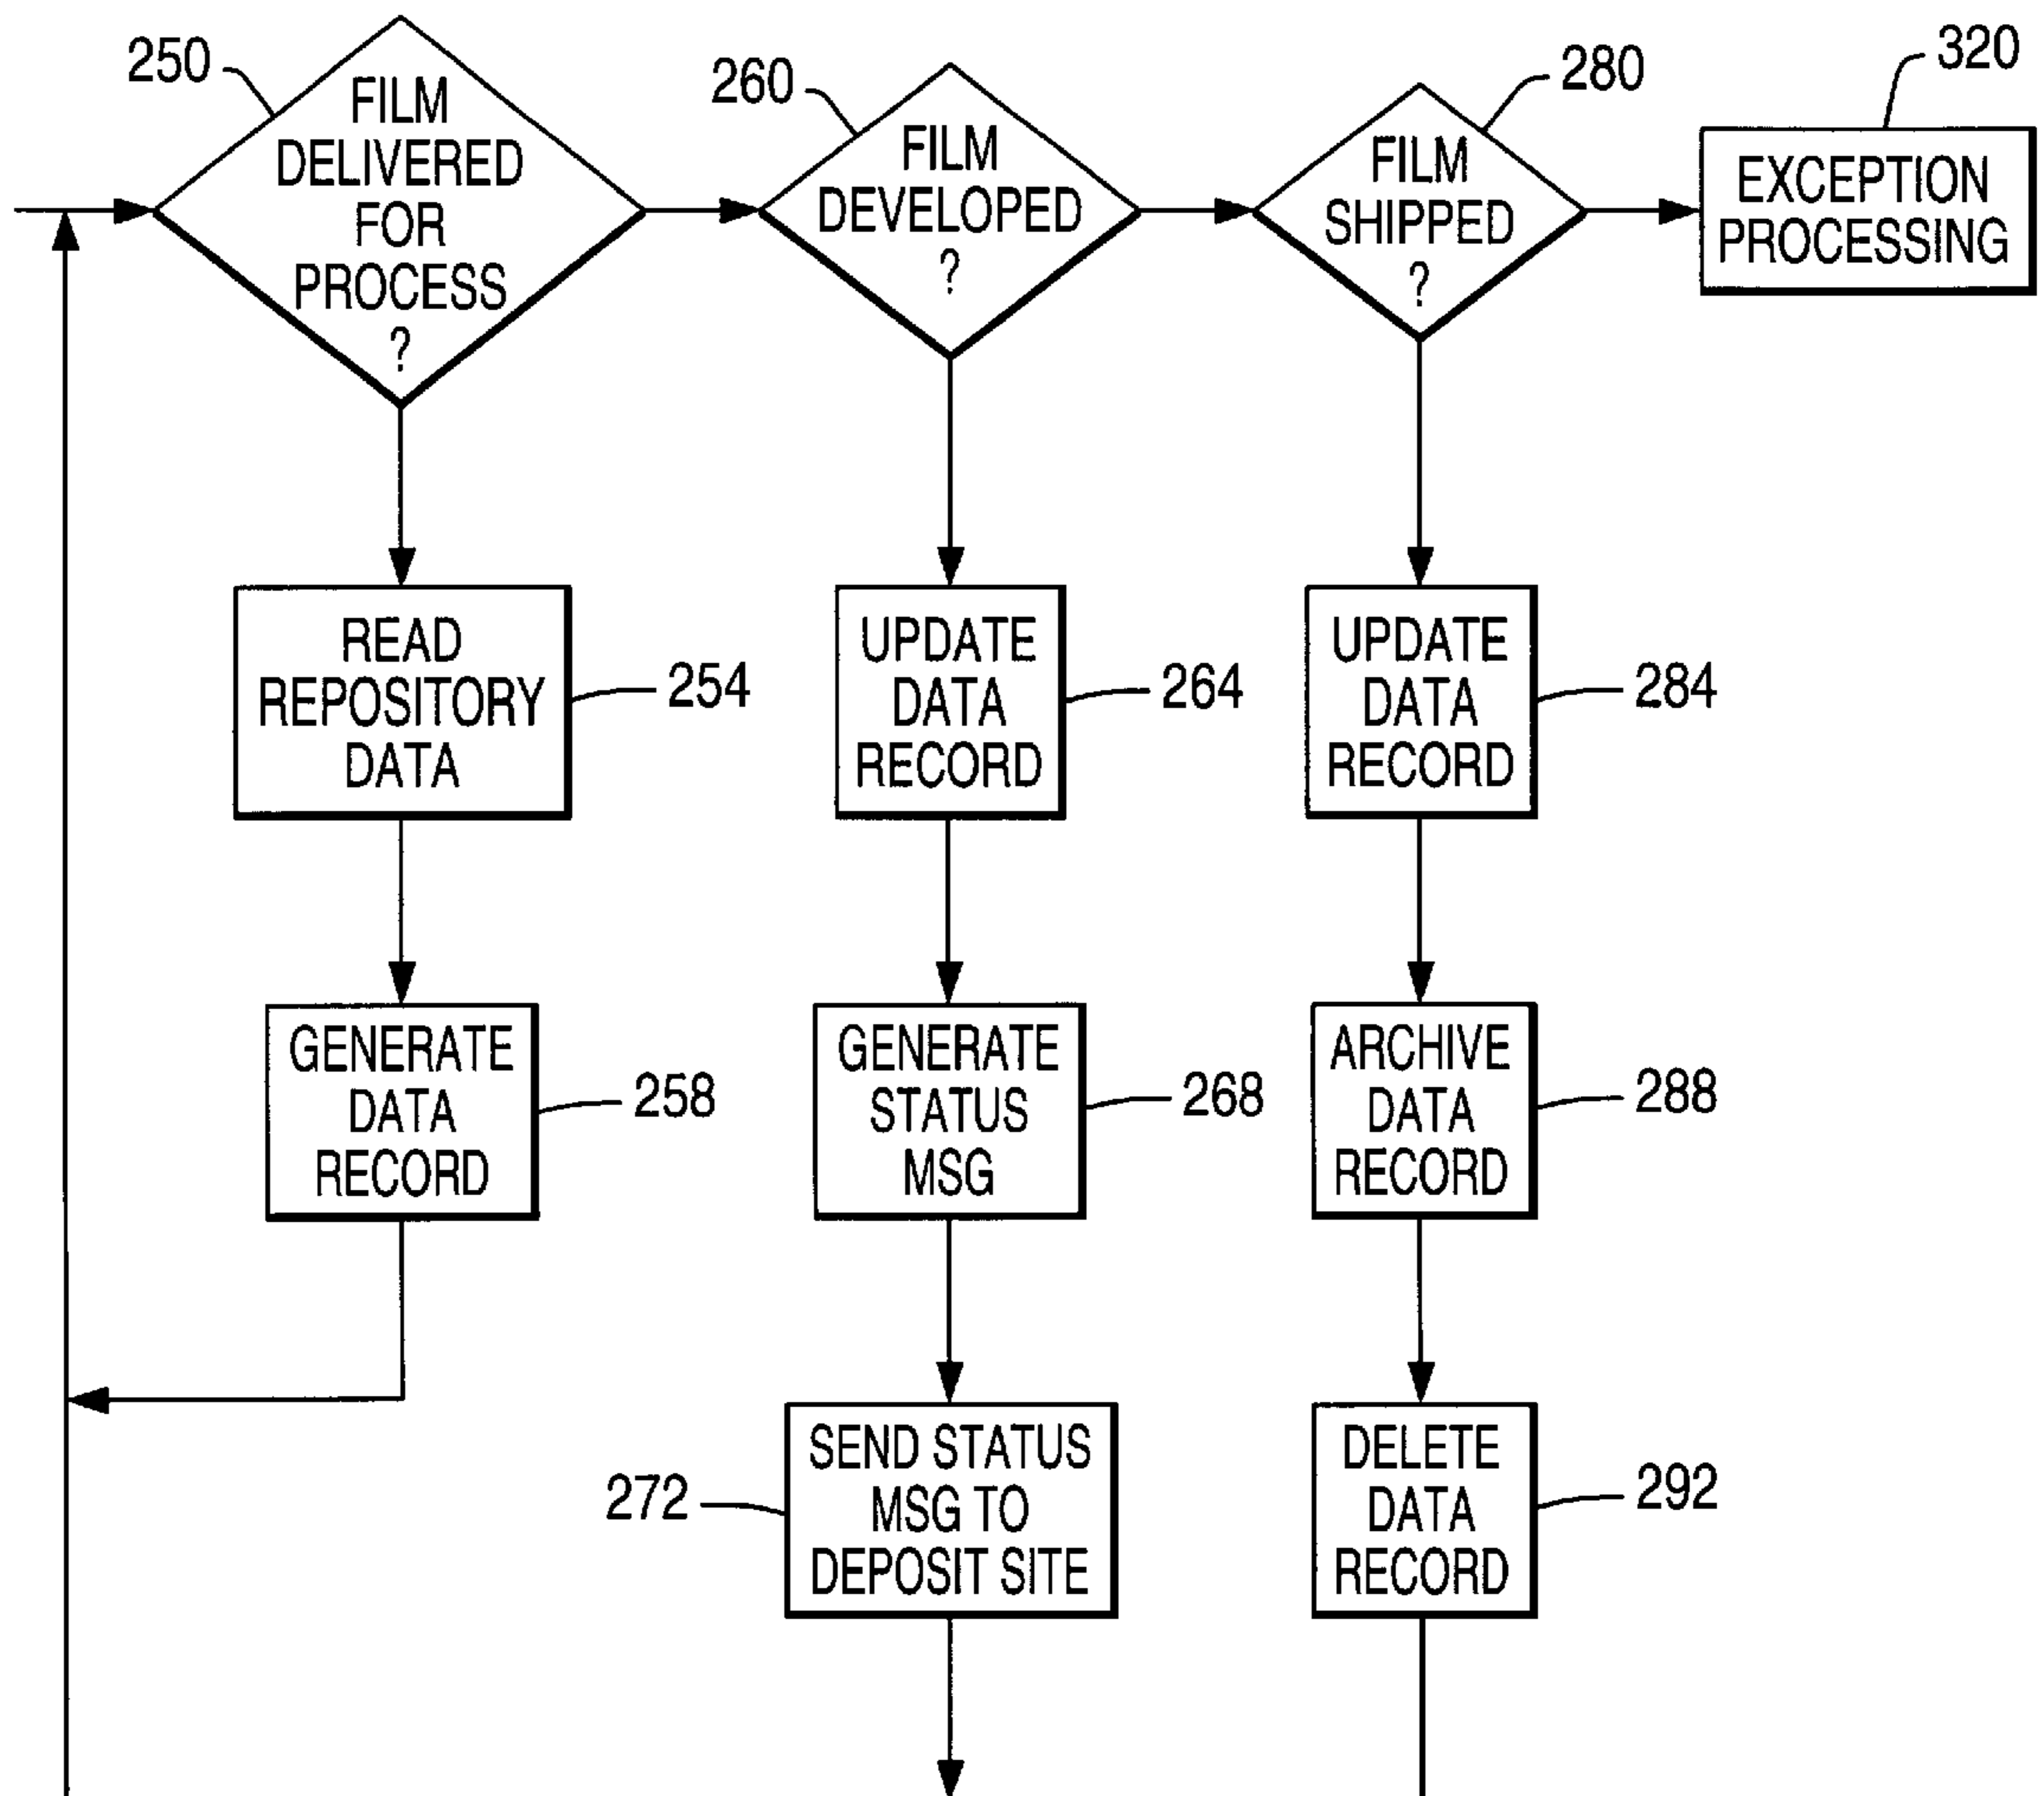 250
FILM
DELIVERED
FOR
PROCESS
?
260
FILM
DEVELOPED
?
280
FILM
SHIPPED
?
320
EXCEPTION
PROCESSING
READ
REPOSITORY
DATA
254
UPDATE
DATA
RECORD
264
UPDATE
DATA
RECORD
284
GENERATE
DATA
RECORD
258
GENERATE
STATUS
MSG
268
ARCHIVE
DATA
RECORD
288
272
SEND STATUS
MSG TO
DEPOSIT SITE
DELETE
DATA
RECORD
292